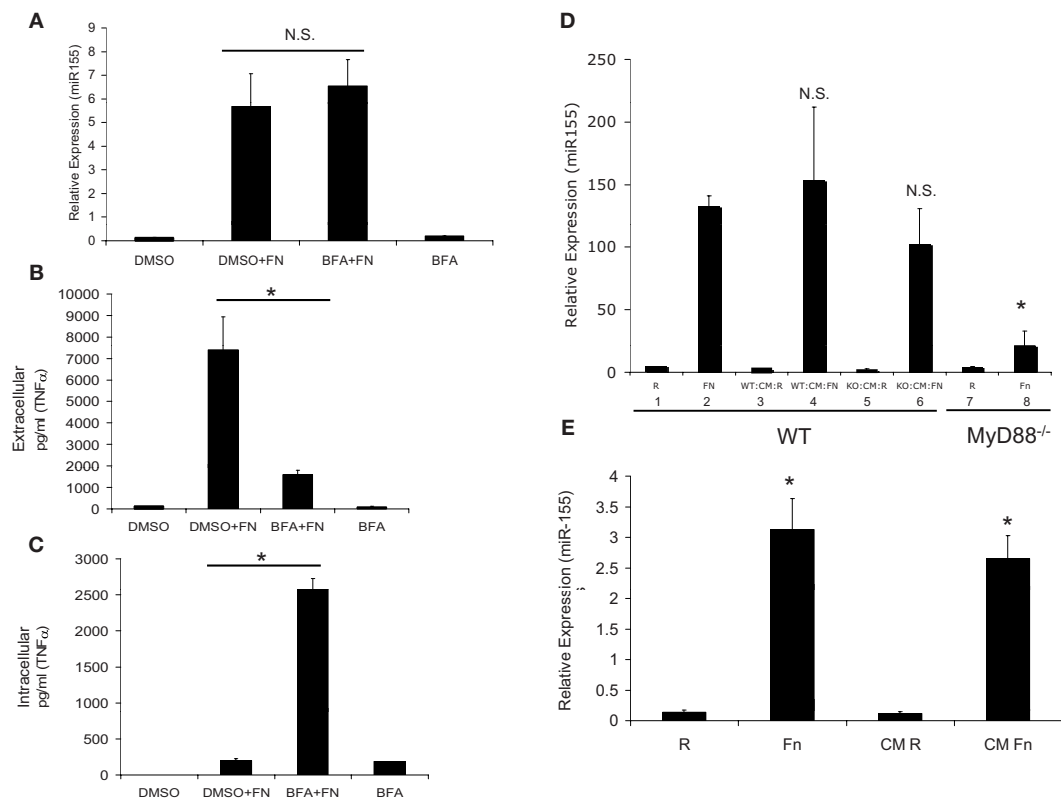 A
Relative Expression (miR155)
9
8
7
6
5
4
3
2
1
0
N.S.
DMSO
DMSO+FN
BFA+FN
BFA
B
Extracellular
pg/ml (TNFα)
10000
9000
8000
7000
6000
5000
4000
3000
2000
1000
0
*
DMSO
DMSO+FN
BFA+FN
BFA
C
Intracellular
pg/ml (TNFα)
3000
2500
2000
1500
1000
500
0
*
DMSO
DMSO+FN
BFA+FN
BFA
D
Relative Expression (miR155)
250
200
150
100
50
0
N.S.
N.S.
*
R
FN
WT:CM:R
WT:CM:FN
KO:CM:R
KO:CM:FN
R
Fn
1
2
3
4
5
6
7
8
WT
MyD88-/-
E
Relative Expression (miR-155)
4
3.5
3
2.5
2
1.5
1
0.5
0
*
*
R
Fn
CM R
CM Fn